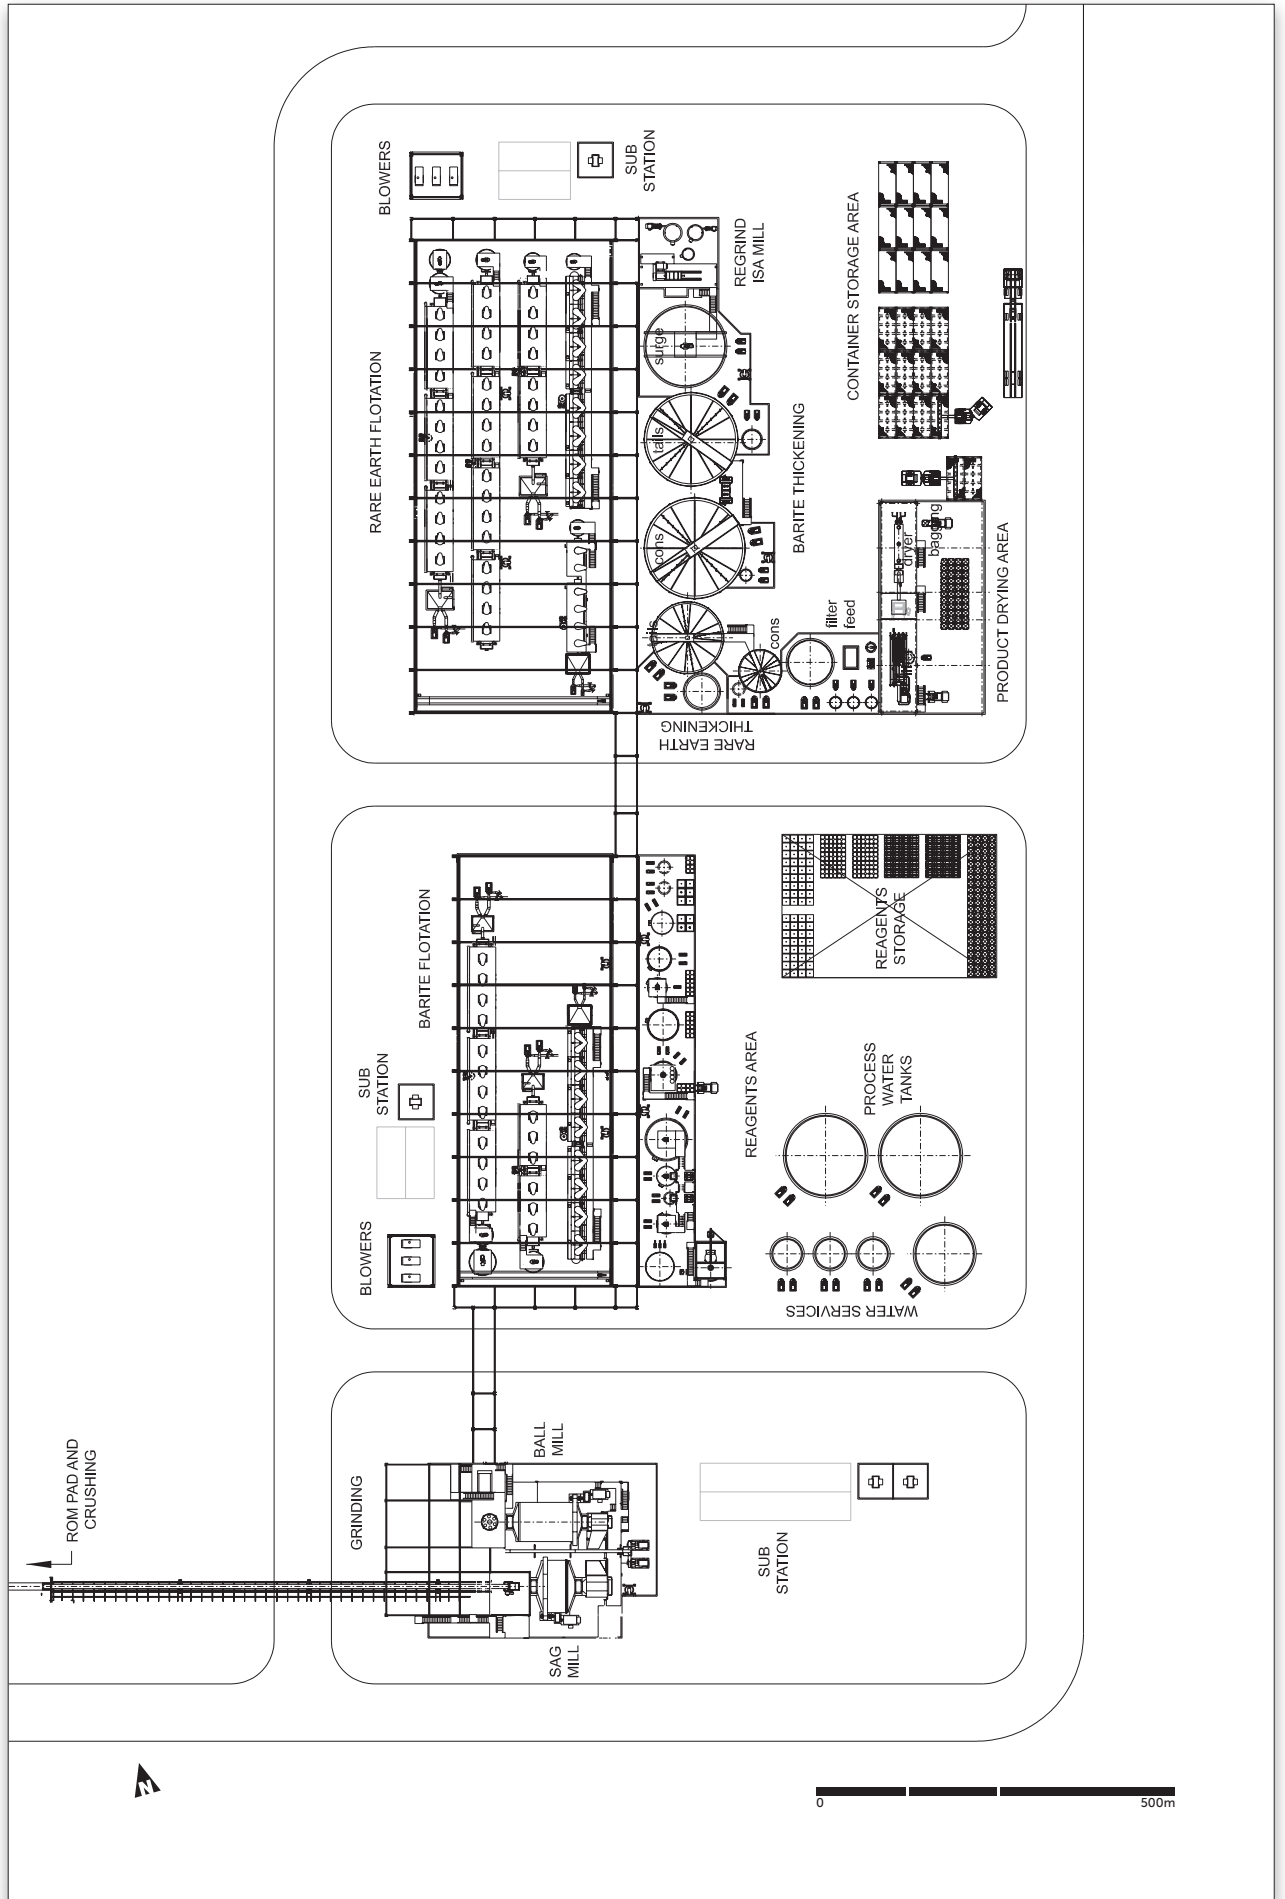 BLOWERS
SUB
STATION
RARE EARTH FLOTATION
REGRIND
ISA MILL
CONTAINER STORAGE AREA
surge
tails
cons
BARITE THICKENING
dryer
bagging
PRODUCT DRYING AREA
filter
feed
cons
RARE EARTH
THICKENING
BARITE FLOTATION
REAGENTS
STORAGE
SUB
STATION
REAGENTS AREA
PROCESS
WATER
TANKS
BLOWERS
WATER SERVICES
ROM PAD AND
CRUSHING
GRINDING
BALL
MILL
SUB
STATION
SAG
MILL
N
0
500m